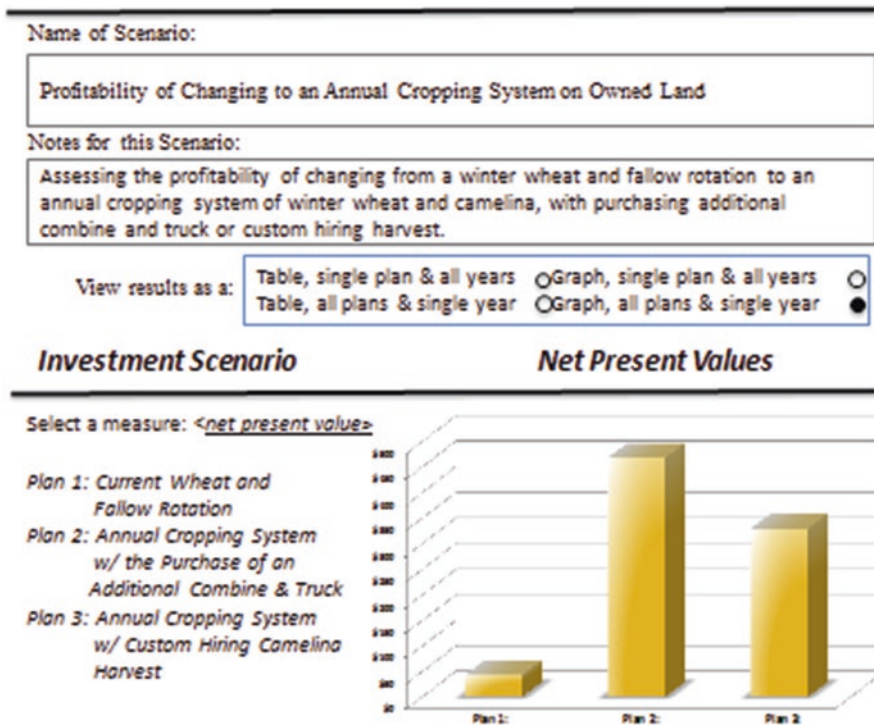 Name of Scenario:
Profitability of Changing to an Annual Cropping System on Owned Land
Notes for this Scenario:
Assessing the profitability of changing from a winter wheat and fallow rotation to an
annual cropping system of winter wheat and camelina, with purchasing additional
combine and truck or custom hiring harvest.
View results as a:
Table, single plan & all years Graph, single plan & all years
Table, all plans & single year Graph, all plans & single year
Investment Scenario Net Present Values
Select a measure: <net present value>
Plan 1: Current Wheat and
Fallow Rotation
Plan 2: Annual Cropping System
w/ the Purchase of an
Additional Combine & Truck
Plan 3: Annual Cropping System
w/ Custom Hiring Camelina
Harvest
$200
$150
$100
$0
Plan 1: Plan 2: Plan 3: